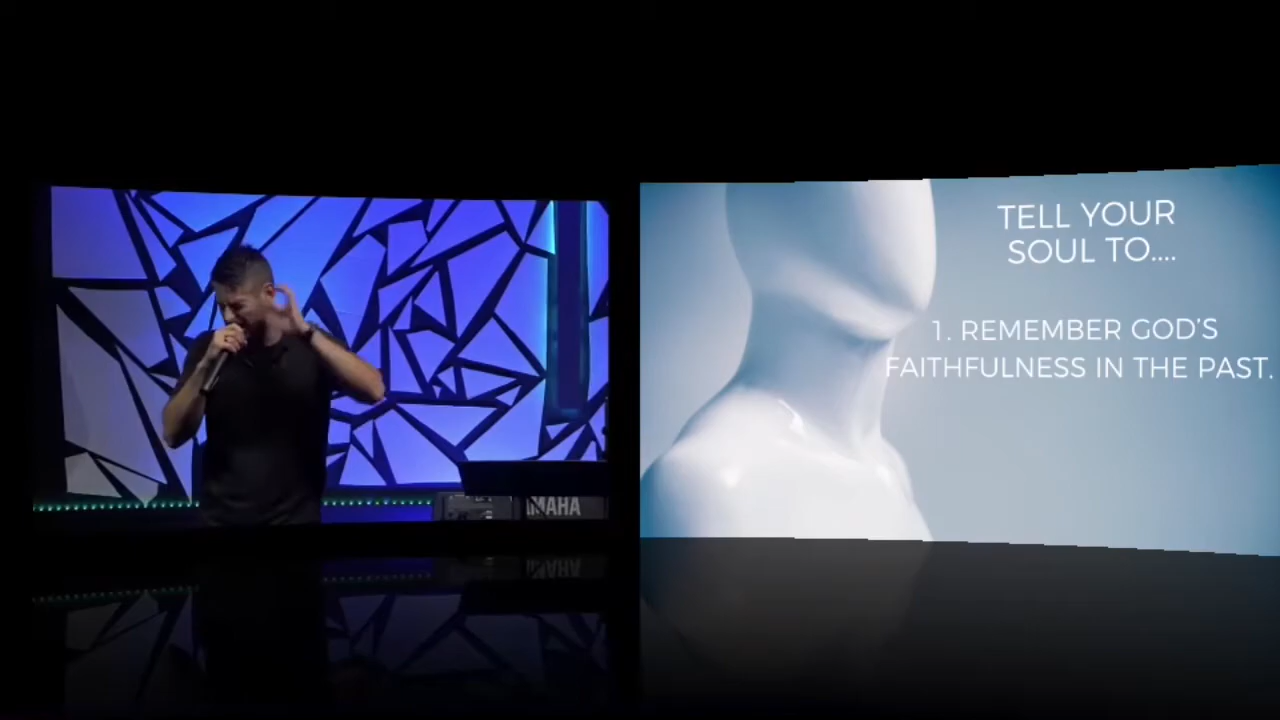 TELL YOUR
SOUL TO....
1. REMEMBER GOD'S
FAITHFULNESS IN THE PAST.